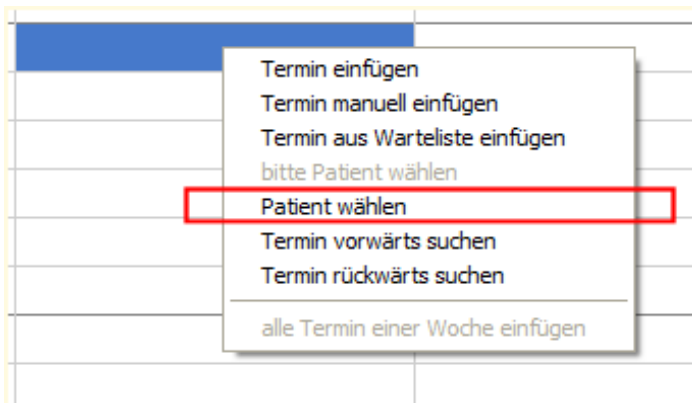 Termin einfügen
Termin manuell einfügen
Termin aus Warteliste einfügen
bitte Patient wählen
Patient wählen
Termin vorwärts suchen
Termin rückwärts suchen
alle Termin einer Woche einfügen